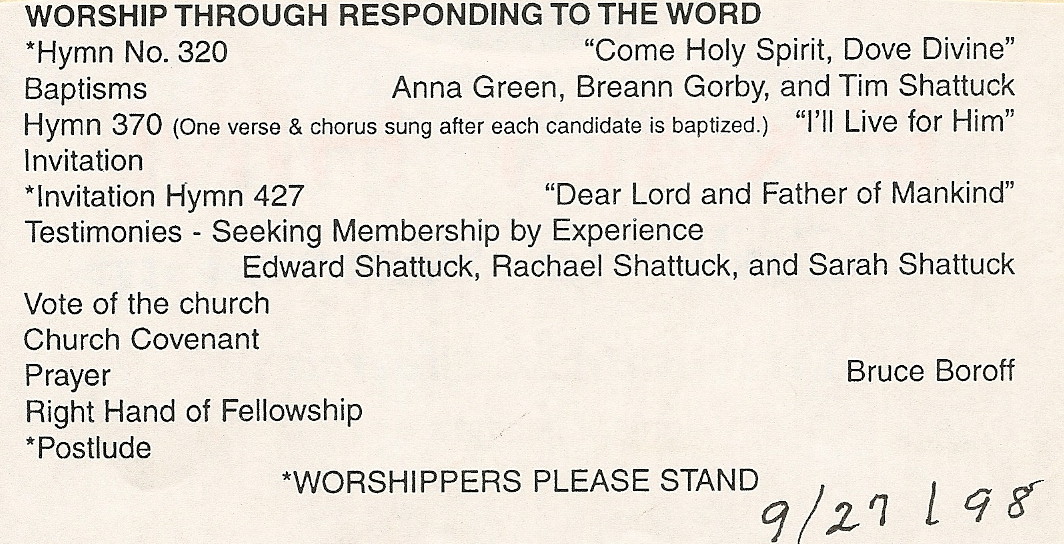 WORSHIP THROUGH RESPONDING TO THE WORD
*Hymn No. 320 “Come Holy Spirit, Dove Divine”
Baptisms Anna Green, Breann Gorby, and Tim Shattuck
Hymn 370 (One verse & chorus sung after each candidate is baptized.) “I’ll Live for Him”
Invitation
*Invitation Hymn 427 “Dear Lord and Father of Mankind”
Testimonies - Seeking Membership by Experience
Edward Shattuck, Rachael Shattuck, and Sarah Shattuck
Vote of the church
Church Covenant
Prayer Bruce Boroff
Right Hand of Fellowship
*Postlude
*WORSHIPPERS PLEASE STAND
9/27/98